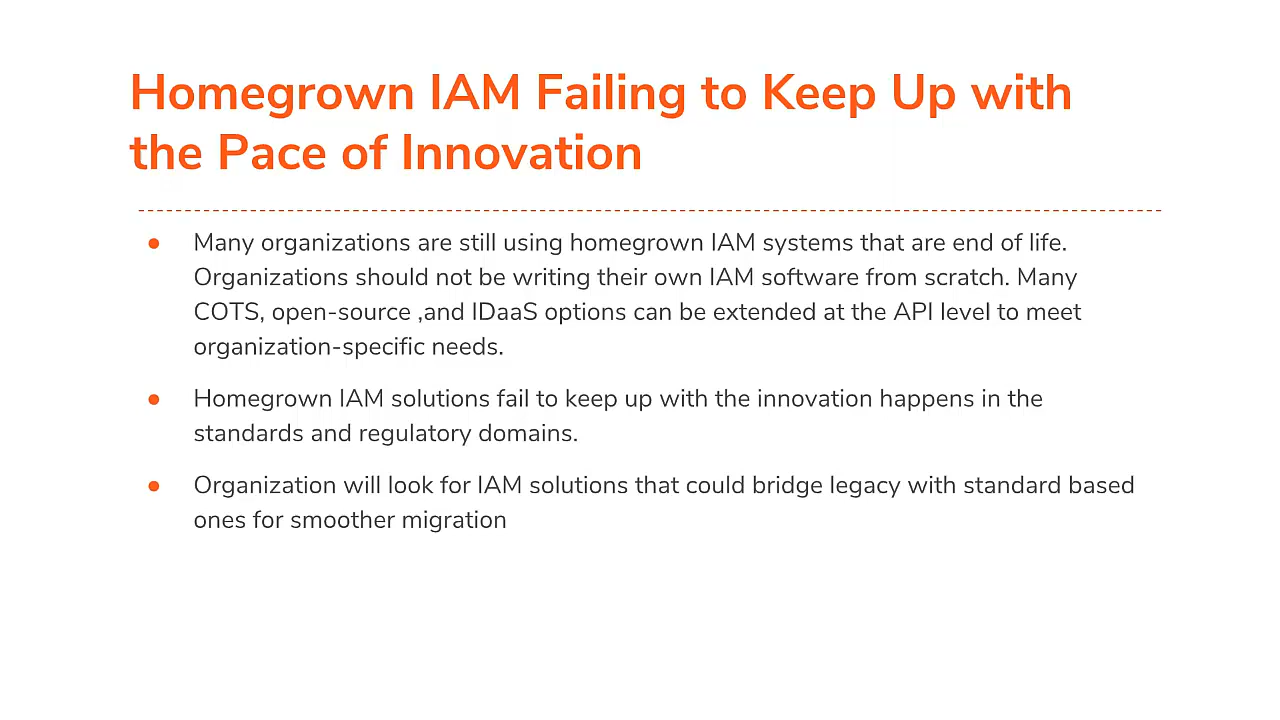 Homegrown IAM Failing to Keep Up with
the Pace of Innovation
● Many organizations are still using homegrown IAM systems that are end of life.
Organizations should not be writing their own IAM software from scratch. Many
COTS, open-source ,and IDaaS options can be extended at the API level to meet
organization-specific needs.
● Homegrown IAM solutions fail to keep up with the innovation happens in the
standards and regulatory domains.
● Organization will look for IAM solutions that could bridge legacy with standard based
ones for smoother migration